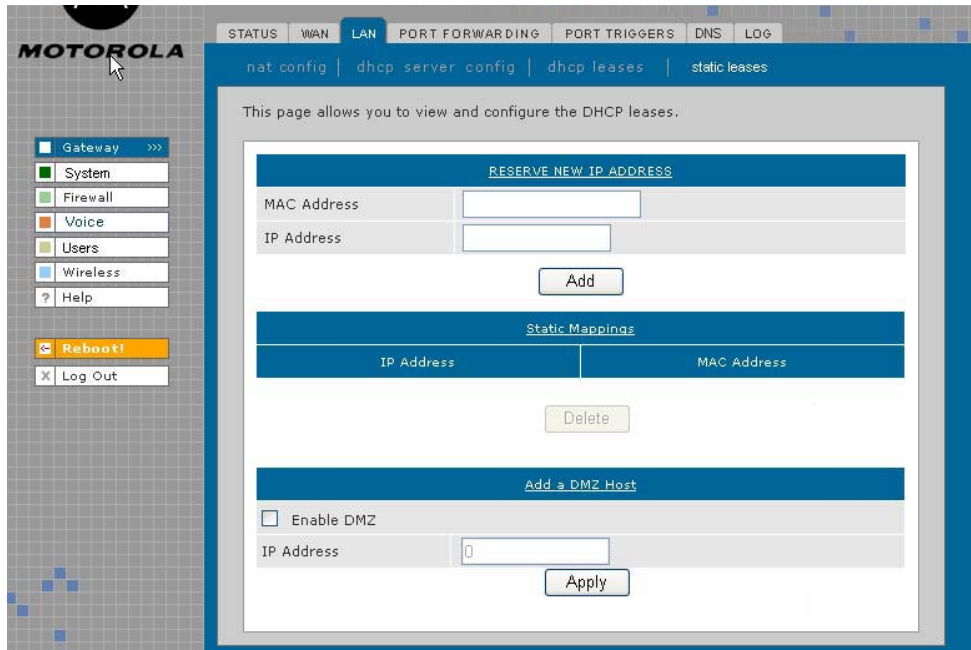 MOTOROLA
STATUS WAN LAN PORT FORWARDING PORT TRIGGERS DNS LOG
nat config | dhcp server config | dhcp leases | static leases
This page allows you to view and configure the DHCP leases.
Gateway >>>
System
Firewall
Voice
Users
Wireless
? Help
Reboot!
X Log Out
RESERVE NEW IP ADDRESS
MAC Address
IP Address
Add
Static Mappings
IP Address MAC Address
Delete
Add a DMZ Host
Enable DMZ
IP Address 0
Apply